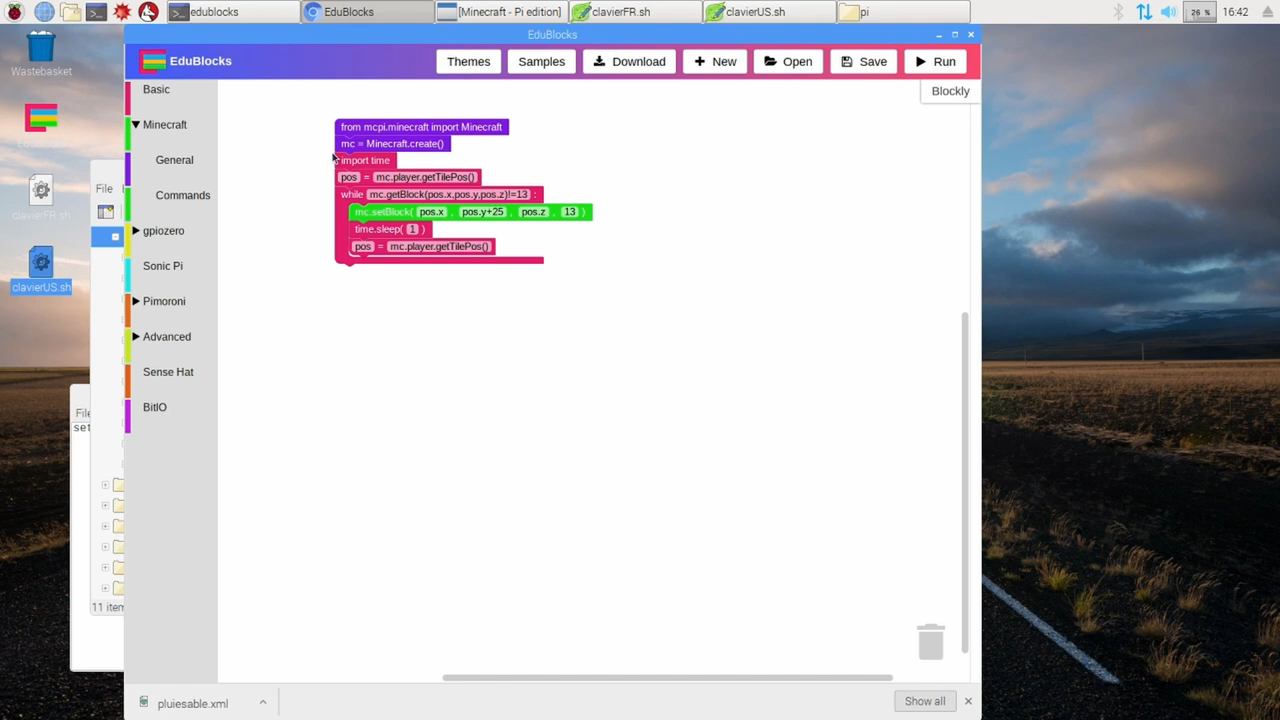 edublocks
EduBlocks
[Minecraft - Pi edition]
clavierFR.sh
clavierUS.sh
pi
26 %
16:42
EduBlocks
Wastebasket
clavierFR.sh
clavierUS.sh
File
11 item
File
set
EduBlocks
Themes
Samples
Download
New
Open
Save
Run
Blockly
Basic
Minecraft
General
Commands
gpiozero
Sonic Pi
Pimoroni
Advanced
Sense Hat
BitIO
from mcpi.minecraft import Minecraft
mc = Minecraft.create()
import time
pos = mc.player.getTilePos()
while mc.getBlock(pos.x,pos.y,pos.z)!=13 :
mc.setBlock( pos.x , pos.y+25 , pos.z , 13 )
time.sleep( 1 )
pos = mc.player.getTilePos()
pluiesable.xml
Show all